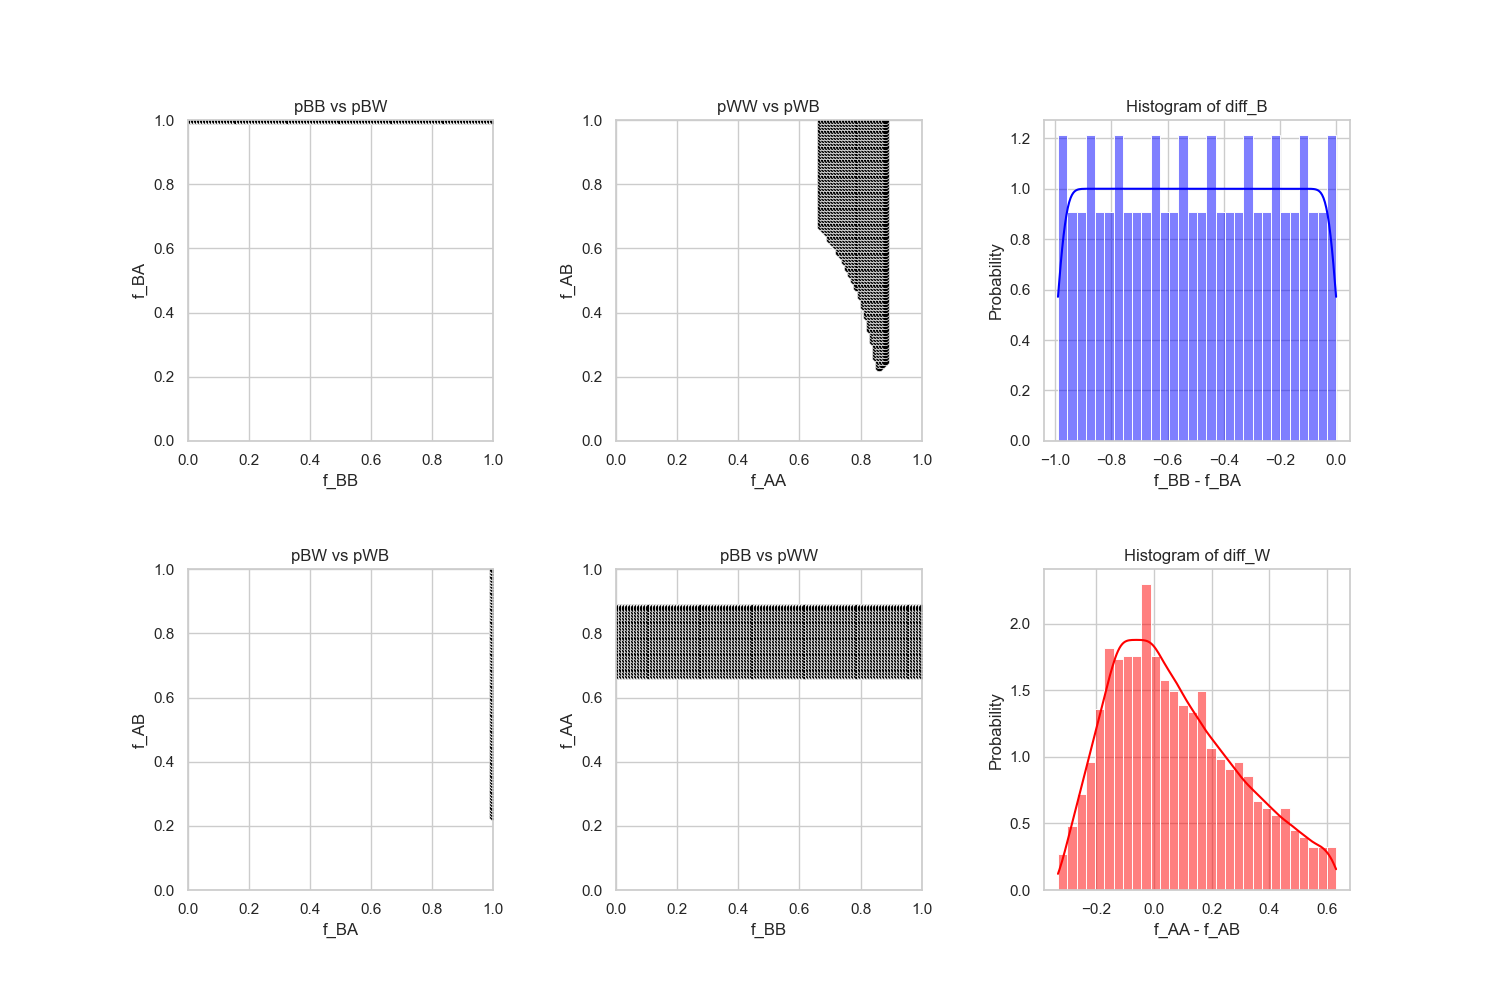 pBB vs pBW
1.0
0.8
0.6
0.4
0.2
0.0
f_BA
0.0 0.2 0.4 0.6 0.8 1.0
f_BB
pWW vs pWB
1.0
0.8
0.6
0.4
0.2
0.0
f_AB
0.0 0.2 0.4 0.6 0.8 1.0
f_AA
Histogram of diff_B
1.2
1.0
0.8
0.6
0.4
0.2
0.0
Probability
−1.0 −0.8 −0.6 −0.4 −0.2 0.0
f_BB - f_BA
pBW vs pWB
1.0
0.8
0.6
0.4
0.2
0.0
f_AB
0.0 0.2 0.4 0.6 0.8 1.0
f_BA
pBB vs pWW
1.0
0.8
0.6
0.4
0.2
0.0
f_AA
0.0 0.2 0.4 0.6 0.8 1.0
f_BB
Histogram of diff_W
2.0
1.5
1.0
0.5
0.0
Probability
−0.2 0.0 0.2 0.4 0.6
f_AA - f_AB